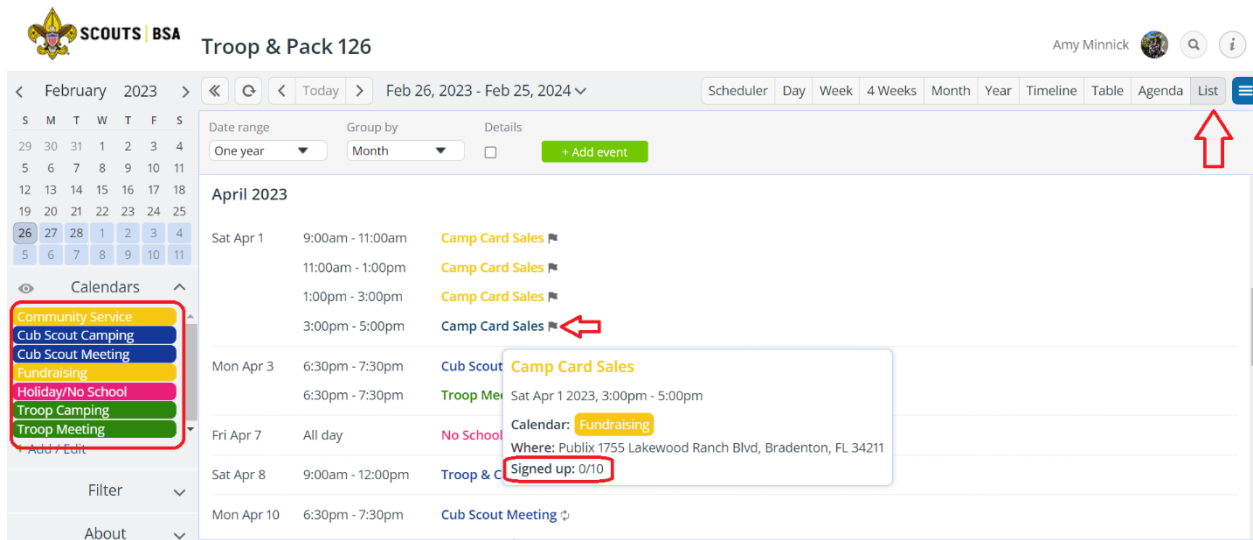 SCOUTS BSA
Troop & Pack 126
Amy Minnick
i
February 2023
Today
Feb 26, 2023 - Feb 25, 2024
Scheduler Day Week 4 Weeks Month Year Timeline Table Agenda List
S M T W T F S
29 30 31 1 2 3 4
5 6 7 8 9 10 11
12 13 14 15 16 17 18
19 20 21 22 23 24 25
26 27 28 1 2 3 4
5 6 7 8 9 10 11
Calendars
Community Service
Cub Scout Camping
Cub Scout Meeting
Fundraising
Holiday/No School
Troop Camping
Troop Meeting
+ Add / Edit
Filter
About
Date range Group by Details
One year Month + Add event
April 2023
Sat Apr 1 9:00am - 11:00am Camp Card Sales
11:00am - 1:00pm Camp Card Sales
1:00pm - 3:00pm Camp Card Sales
3:00pm - 5:00pm Camp Card Sales
Mon Apr 3 6:30pm - 7:30pm Cub Scout
6:30pm - 7:30pm Troop Mee
Fri Apr 7 All day No School
Sat Apr 8 9:00am - 12:00pm Troop & C
Mon Apr 10 6:30pm - 7:30pm Cub Scout Meeting
Camp Card Sales
Sat Apr 1 2023, 3:00pm - 5:00pm
Calendar: Fundraising
Where: Publix 1755 Lakewood Ranch Blvd, Bradenton, FL 34211
Signed up: 0/10